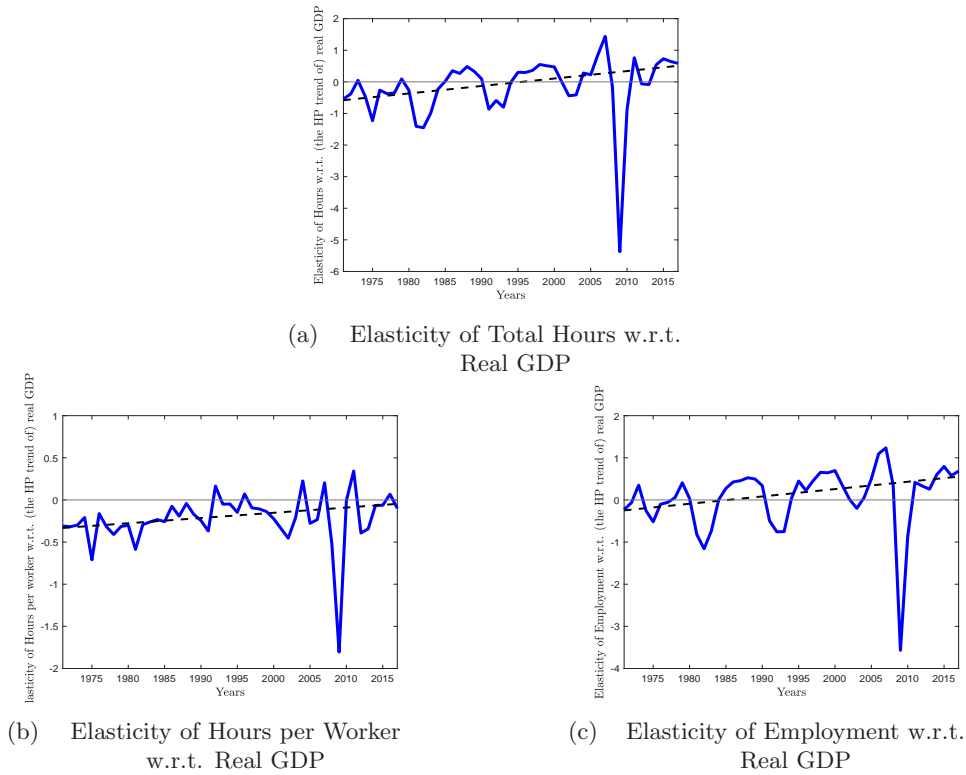 Elasticity of Hours w.r.t. (the HP trend of) real GDP
2
1
0
-1
-2
-3
-4
-5
-6
1975 1980 1985 1990 1995 2000 2005 2010 2015
Years
(a) Elasticity of Total Hours w.r.t.
Real GDP
lasticity of Hours per worker w.r.t. (the HP trend of) real GDP
1
0.5
0
-0.5
-1
-1.5
-2
1975 1980 1985 1990 1995 2000 2005 2010 2015
Years
(b) Elasticity of Hours per Worker
w.r.t. Real GDP
Elasticity of Employment w.r.t. (the HP trend of) real GDP
2
1
0
-1
-2
-3
-4
1975 1980 1985 1990 1995 2000 2005 2010 2015
Years
(c) Elasticity of Employment w.r.t.
Real GDP